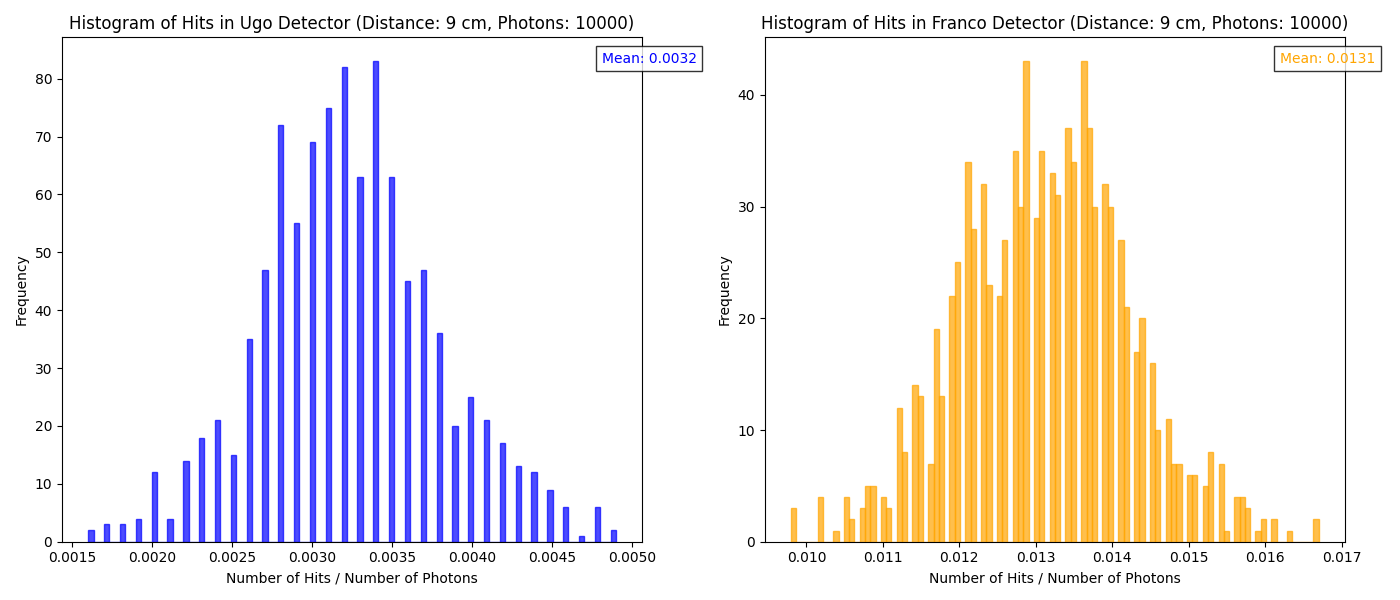 Histogram of Hits in Ugo Detector (Distance: 9 cm, Photons: 10000)
Mean: 0.0032
80
70
60
50
40
30
20
10
0
Frequency
0.0015 0.0020 0.0025 0.0030 0.0035 0.0040 0.0045 0.0050
Number of Hits / Number of Photons
Histogram of Hits in Franco Detector (Distance: 9 cm, Photons: 10000)
Mean: 0.0131
40
30
20
10
0
Frequency
0.010 0.011 0.012 0.013 0.014 0.015 0.016 0.017
Number of Hits / Number of Photons